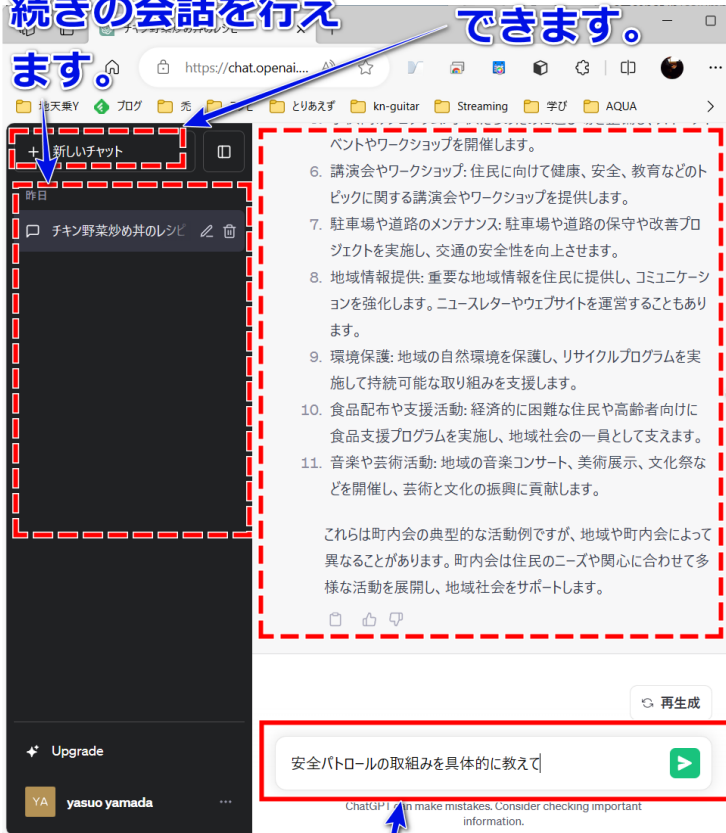 続きの会話を行え
ます。
できます。
https://chat.openai....
ブログ
とりあえず
kn-guitar
Streaming
学び
AQUA
+ 新しいチャット
昨日
チキン野菜炒め丼のレシピ
ベントやワークショップを開催します。
6. 講演会やワークショップ: 住民に向けて健康、安全、教育などのト
ピックに関する講演会やワークショップを提供します。
7. 駐車場や道路のメンテナンス: 駐車場や道路の保守や改善プロ
ジェクトを実施し、交通の安全性を向上させます。
8. 地域情報提供: 重要な地域情報を住民に提供し、コミュニケーシ
ョンを強化します。ニュースレターやウェブサイトを運営することもあり
ます。
9. 環境保護: 地域の自然環境を保護し、リサイクルプログラムを実
施して持続可能な取り組みを支援します。
10. 食品配布や支援活動: 経済的に困難な住民や高齢者向けに
食品支援プログラムを実施し、地域社会の一員として支えます。
11. 音楽や芸術活動: 地域の音楽コンサート、美術展示、文化祭な
どを開催し、芸術と文化の振興に貢献します。
これらは町内会の典型的な活動例ですが、地域や町内会によって
異なることがあります。町内会は住民のニーズや関心に合わせて多
様な活動を展開し、地域社会をサポートします。
再生成
安全パトロールの取組みを具体的に教えて
ChatGPT can make mistakes. Consider checking important
information.
Upgrade
YA
yasuo yamada